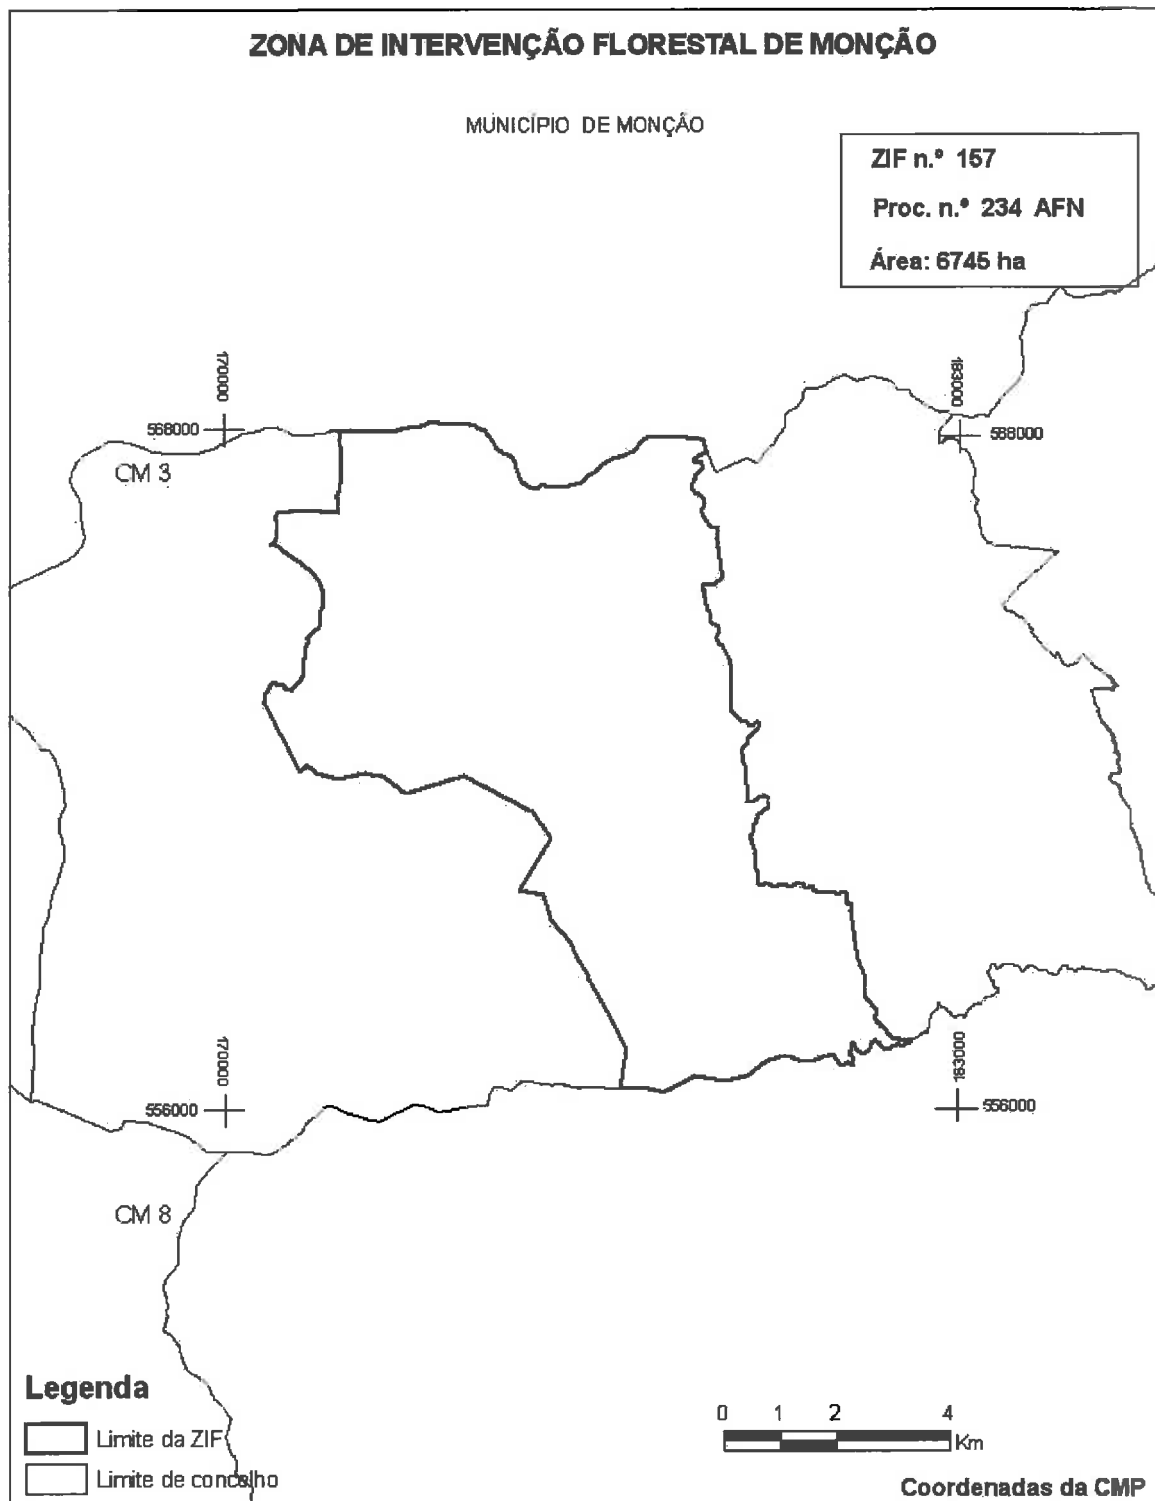 ZONA DE INTERVENÇÃO FLORESTAL DE MONÇÃO
MUNICÍPIO DE MONÇÃO
ZIF n.º 157
Proc. n.º 234 AFN
Área: 6745 ha
170000
183000
568000
568000
CM 3
170000
183000
556000
556000
CM 8
Legenda
Limite da ZIF
Limite de concelho
0 1 2 4
Km
Coordenadas da CMP